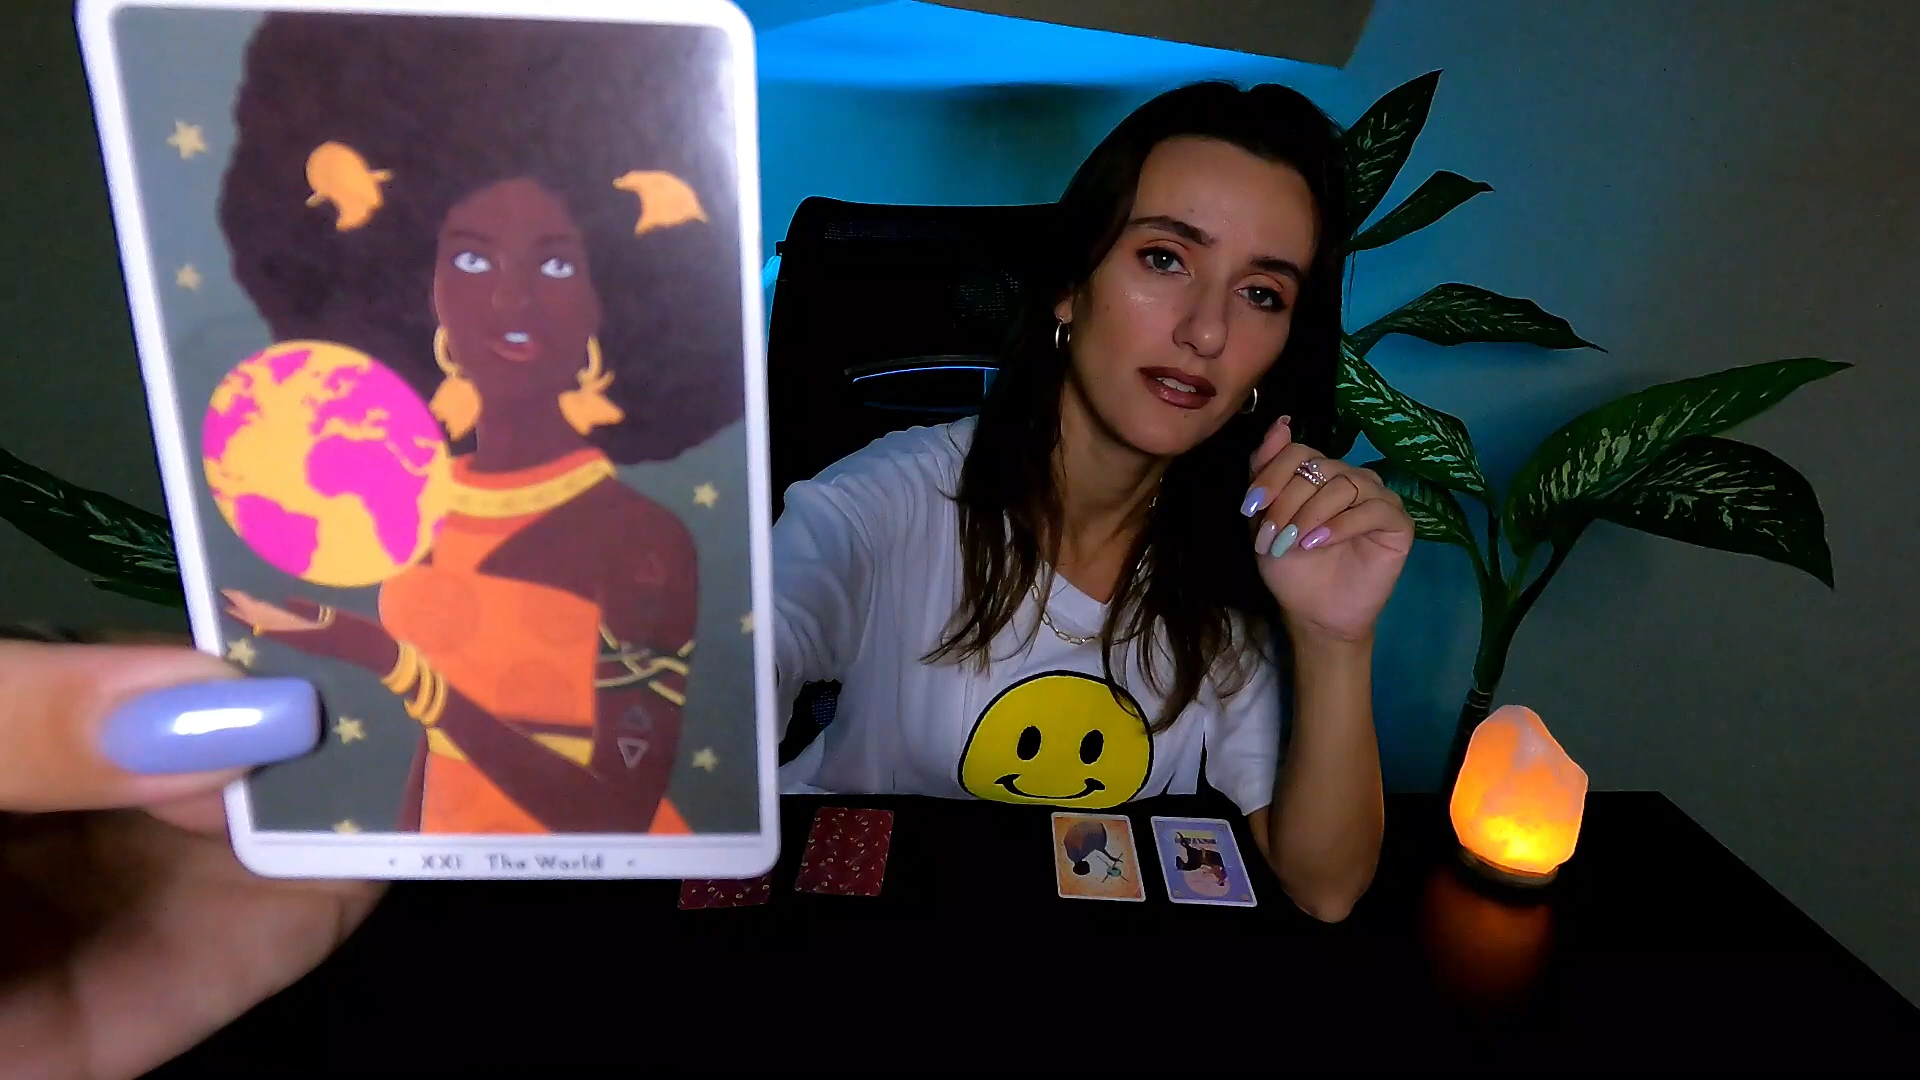 • XXI The World •